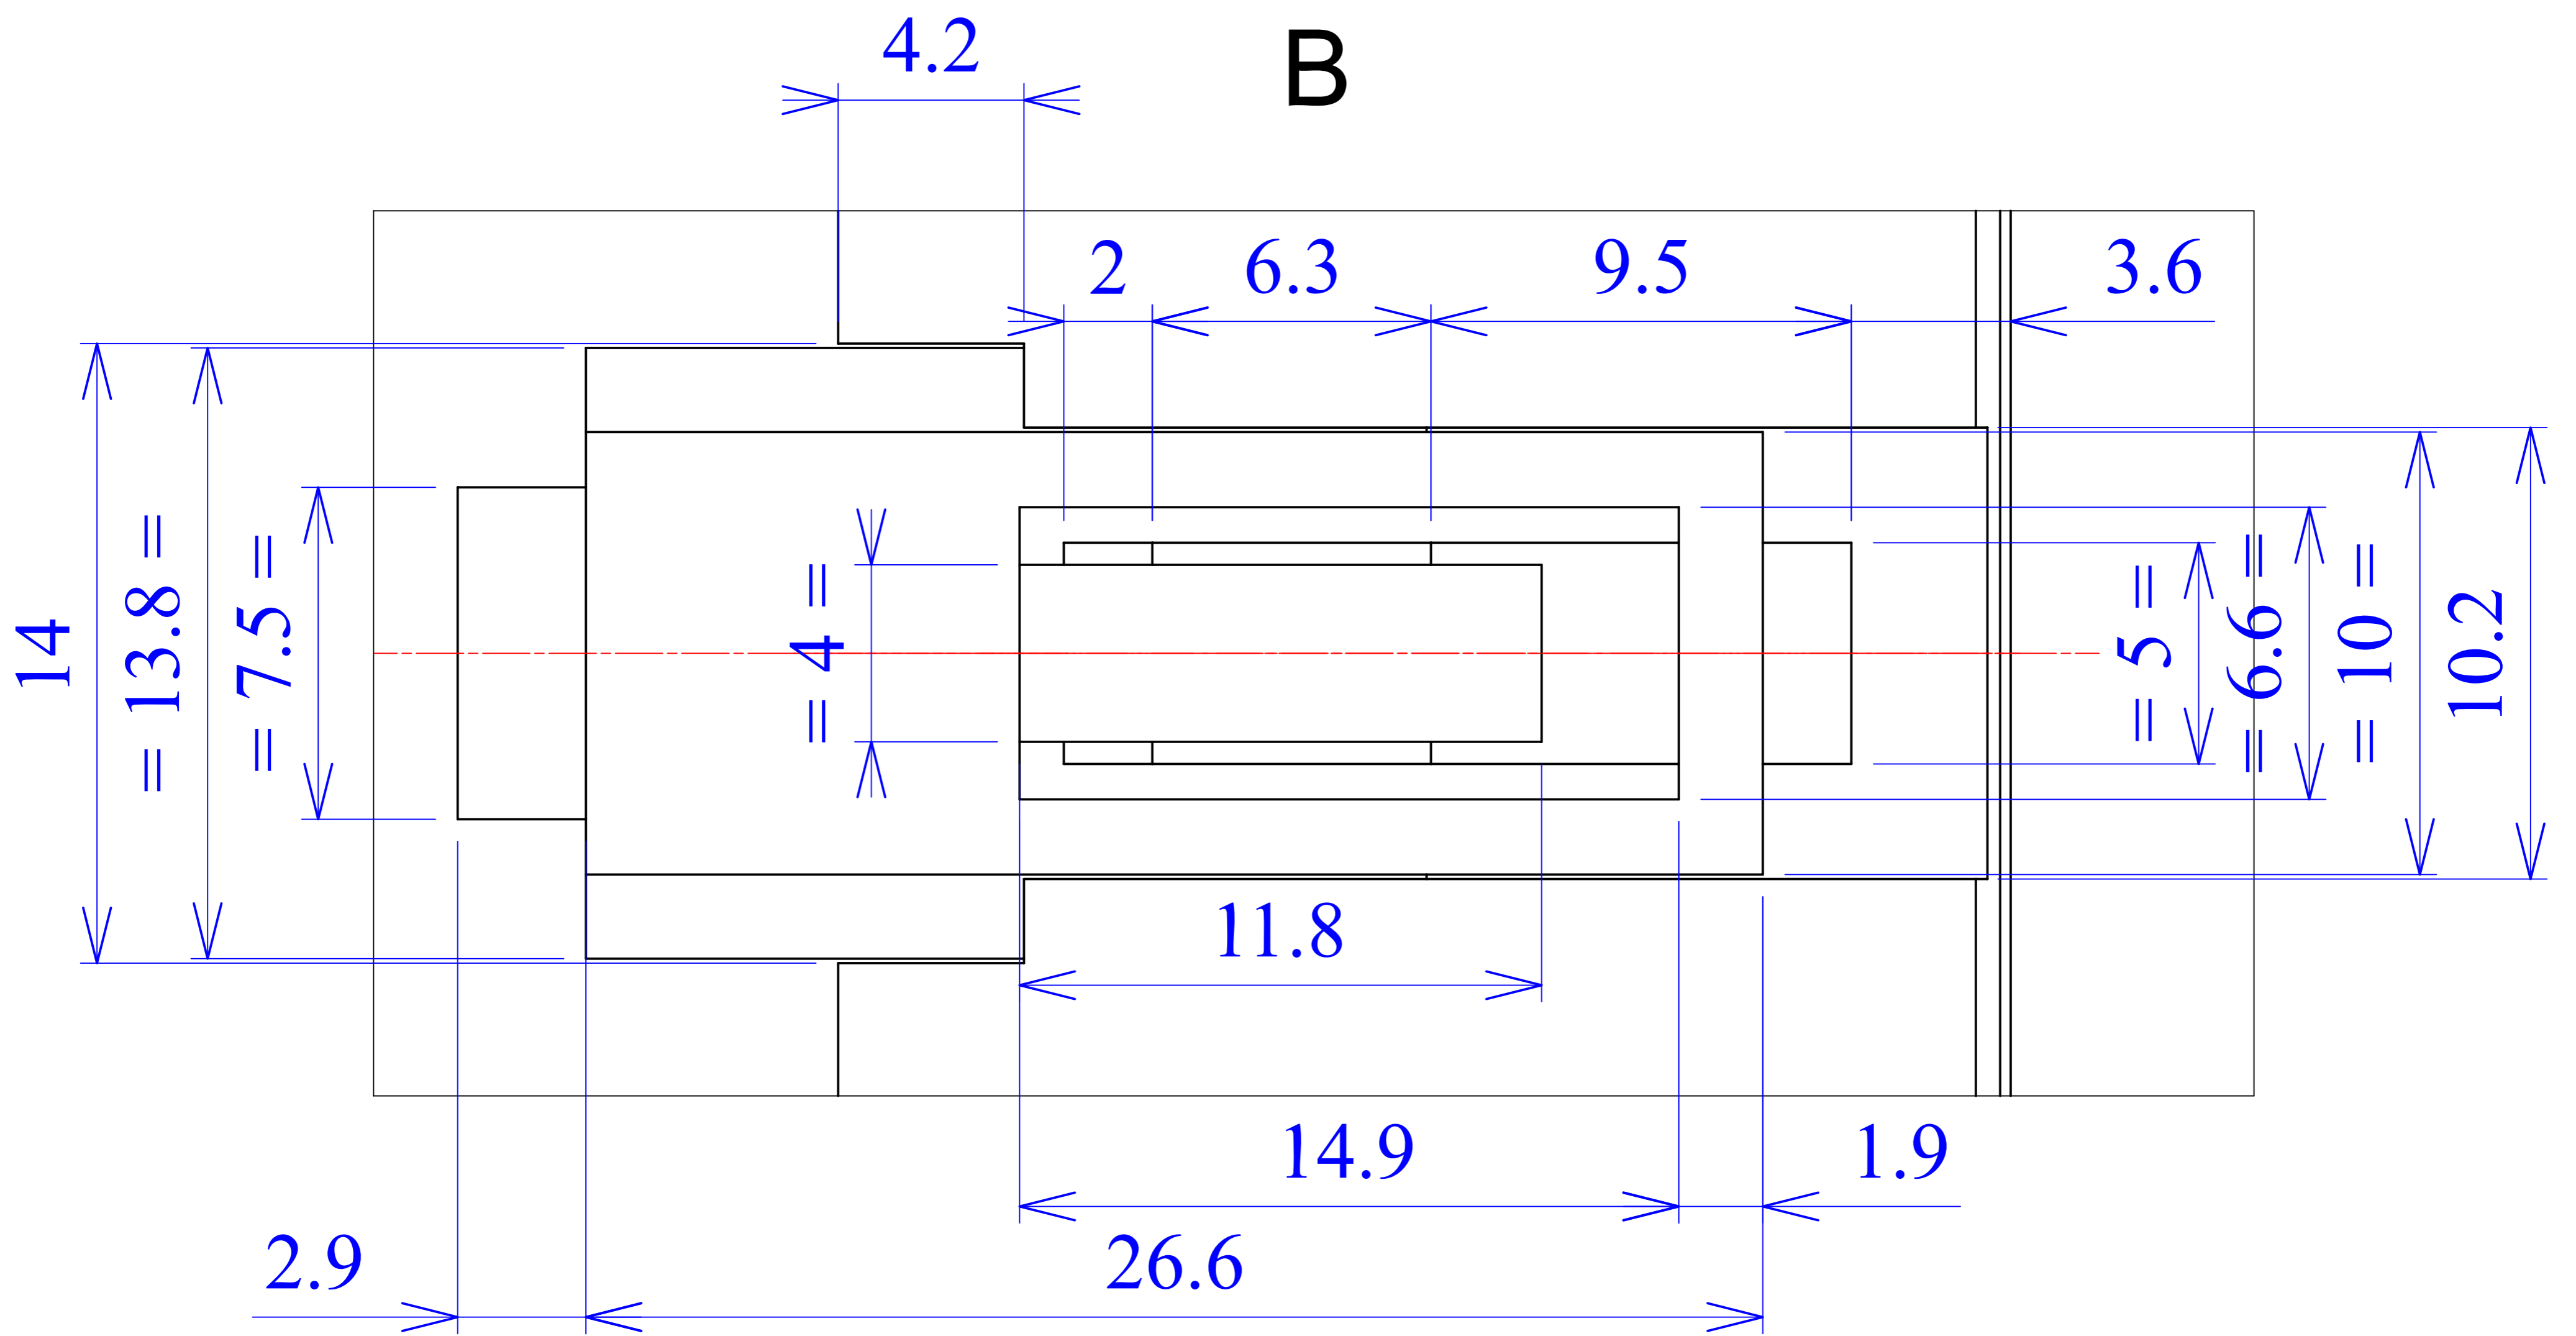 B
4.2
2
6.3
9.5
3.6
14
= 13.8 =
= 7.5 =
= 4 =
= 5 =
= 6.6 =
= 10 =
10.2
11.8
14.9
1.9
2.9
26.6